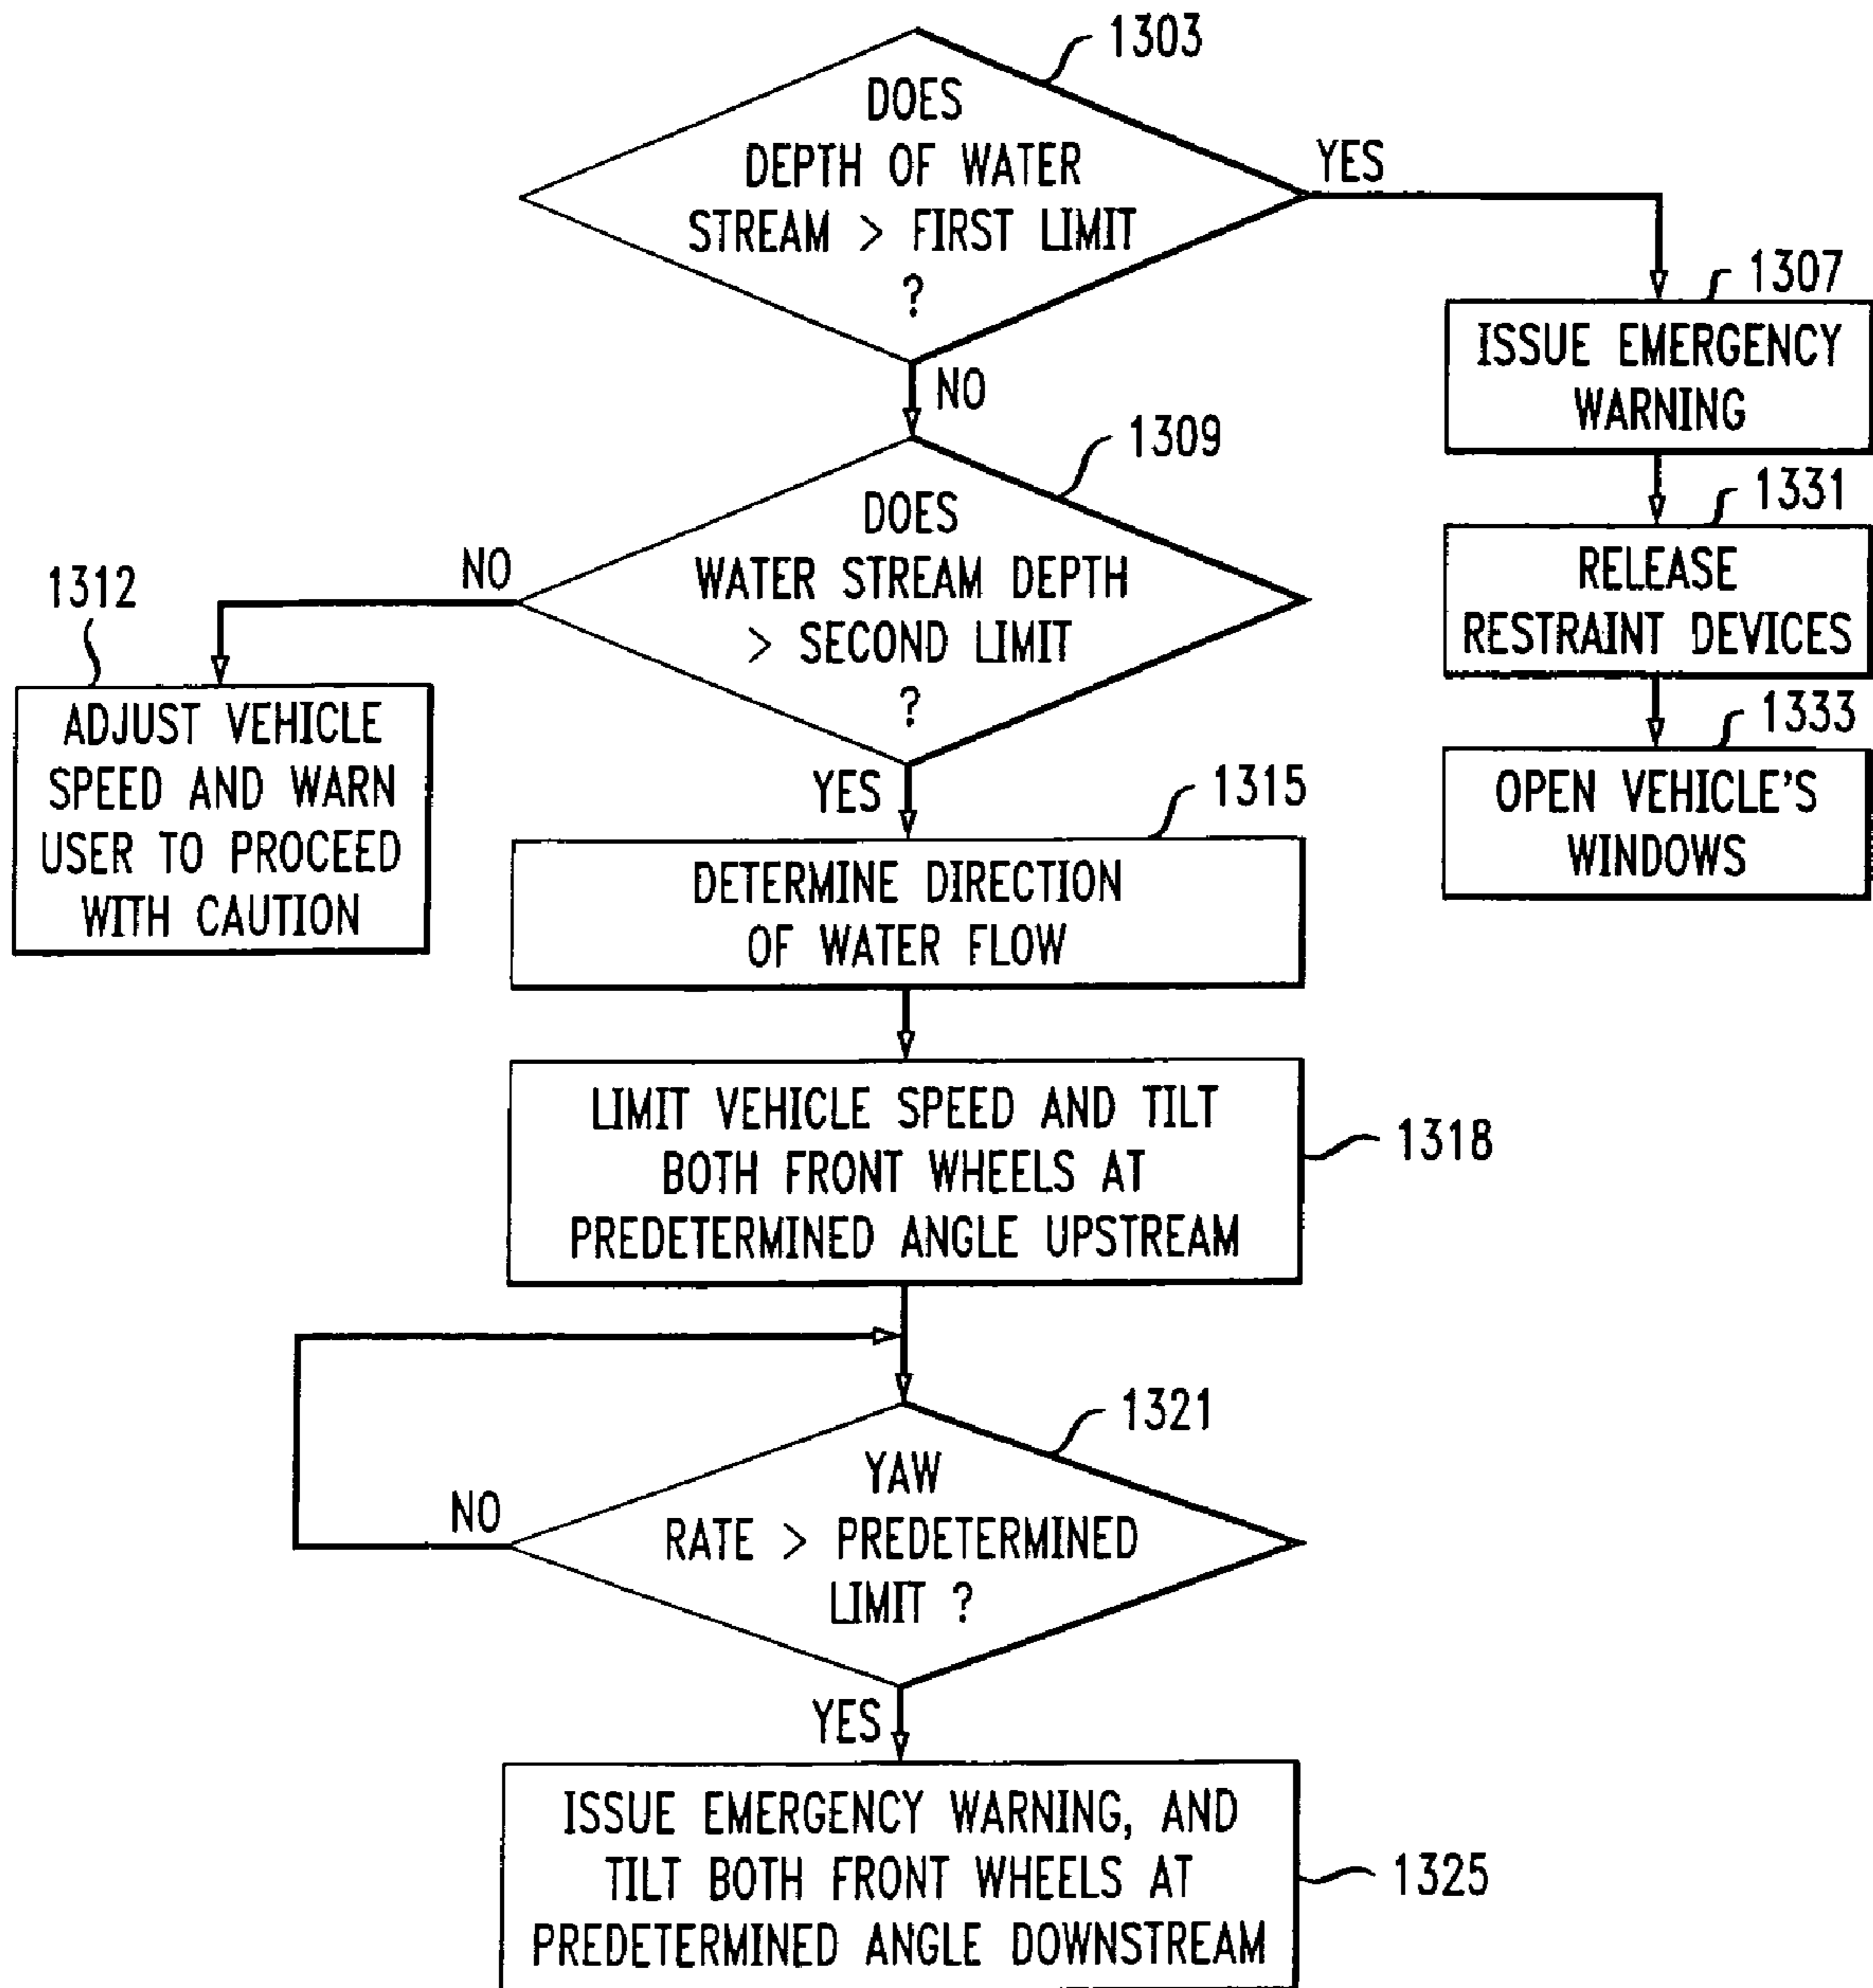 1303
DOES
DEPTH OF WATER
STREAM > FIRST LIMIT
?
YES
NO
1307
ISSUE EMERGENCY
WARNING
1331
RELEASE
RESTRAINT DEVICES
1333
OPEN VEHICLE'S
WINDOWS
1309
DOES
WATER STREAM DEPTH
> SECOND LIMIT
?
NO
YES
1312
ADJUST VEHICLE
SPEED AND WARN
USER TO PROCEED
WITH CAUTION
1315
DETERMINE DIRECTION
OF WATER FLOW
LIMIT VEHICLE SPEED AND TILT
BOTH FRONT WHEELS AT
PREDETERMINED ANGLE UPSTREAM
1318
1321
YAW
RATE > PREDETERMINED
LIMIT ?
NO
YES
ISSUE EMERGENCY WARNING, AND
TILT BOTH FRONT WHEELS AT
PREDETERMINED ANGLE DOWNSTREAM
1325